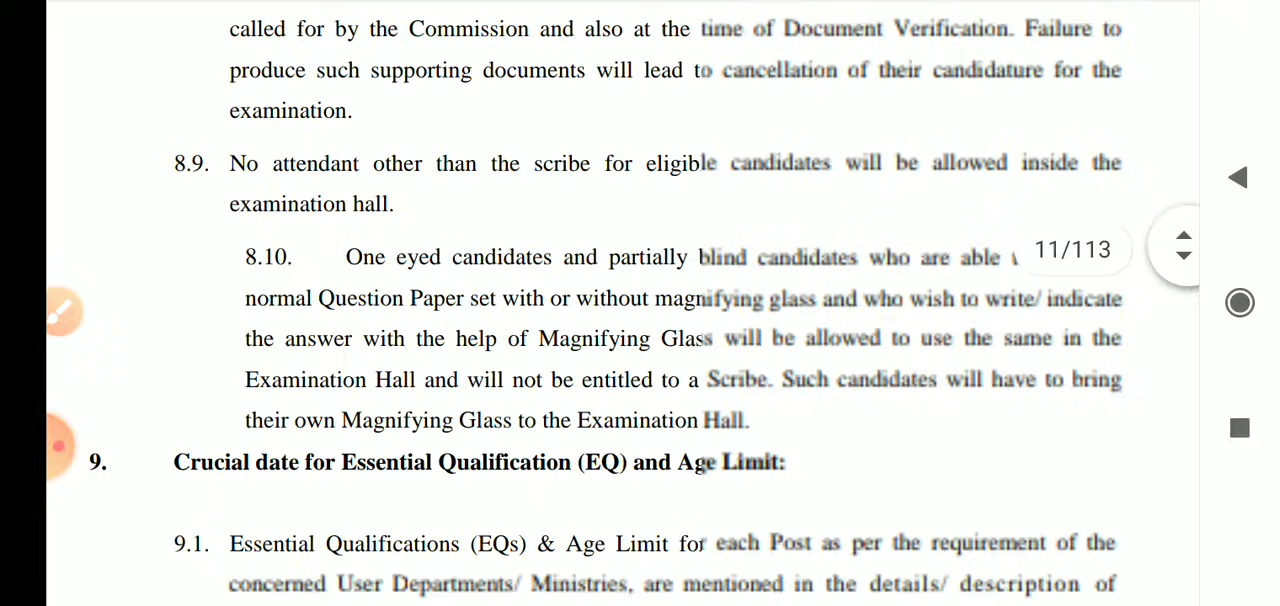 called for by the Commission and also at the time of Document Verification. Failure to
produce such supporting documents will lead to cancellation of their candidature for the
examination.
8.9. No attendant other than the scribe for eligible candidates will be allowed inside the
examination hall.
8.10. One eyed candidates and partially blind candidates who are able
11/113
normal Question Paper set with or without magnifying glass and who wish to write/ indicate
the answer with the help of Magnifying Glass will be allowed to use the same in the
Examination Hall and will not be entitled to a Scribe. Such candidates will have to bring
their own Magnifying Glass to the Examination Hall.
9. Crucial date for Essential Qualification (EQ) and Age Limit:
9.1. Essential Qualifications (EQs) & Age Limit for each Post as per the requirement of the
concerned User Departments/ Ministries, are mentioned in the details/ description of